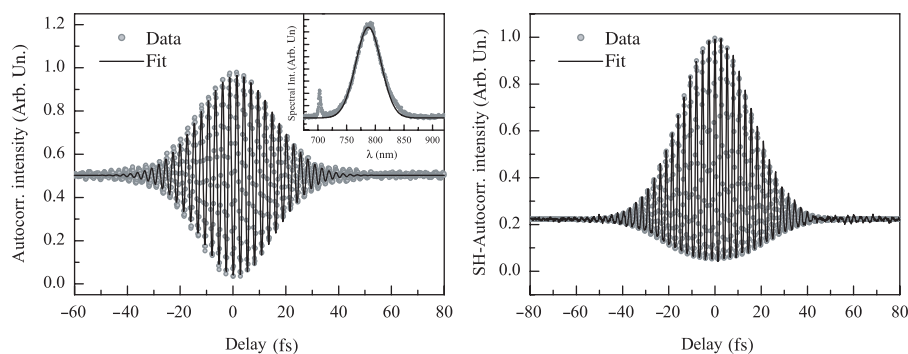 1.2
1.0
0.8
0.6
0.4
0.2
0.0
Autocorr. intensity (Arb. Un.)
Data
Fit
Spectral Int.(Arb. Un)
700 750 800 850 900
λ (nm)
−60 −40 −20 0 20 40 60 80
Delay (fs)
1.0
0.8
0.6
0.4
0.2
0.0
SH-Autocorr. intensity (Arb. Un.)
Data
Fit
−80 −60 −40 −20 0 20 40 60 80
Delay (fs)